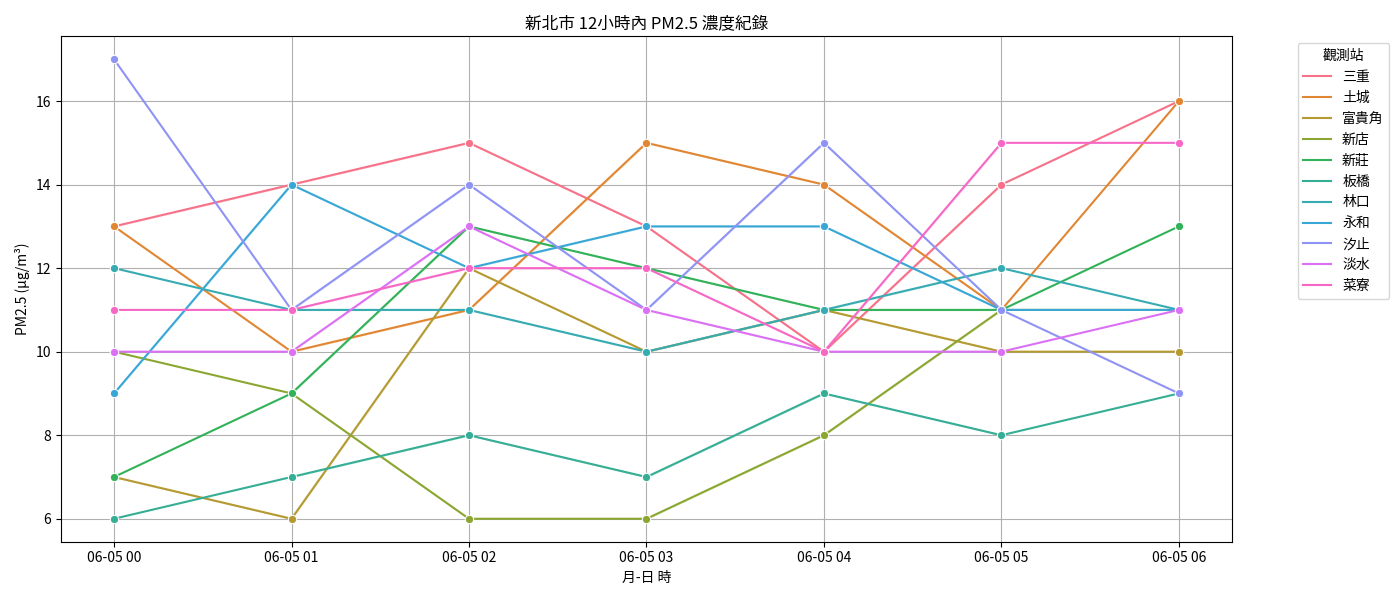 新北市 12小時內 PM2.5 濃度紀錄
PM2.5 (μg/m³)
16
14
12
10
8
6
06-05 00 06-05 01 06-05 02 06-05 03 06-05 04 06-05 05 06-05 06
月-日 時
觀測站
三重
土城
富貴角
新店
新莊
板橋
林口
永和
汐止
淡水
菜寮